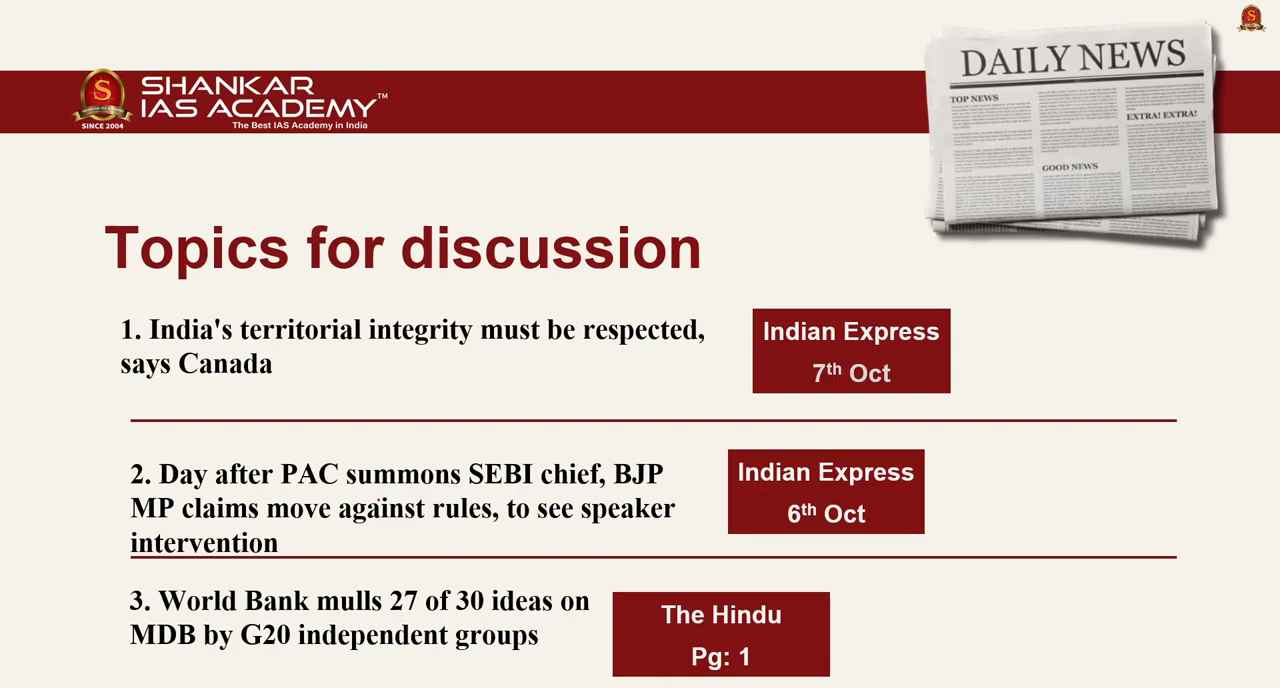 SHANKAR
IAS ACADEMY™
The Best IAS Academy in India
SINCE 2004
DAILY NEWS
TOP NEWS
EXTRA! EXTRA!
GOOD NEWS
Topics for discussion
1. India's territorial integrity must be respected,
says Canada
Indian Express
7th Oct
2. Day after PAC summons SEBI chief, BJP
MP claims move against rules, to see speaker
intervention
Indian Express
6th Oct
3. World Bank mulls 27 of 30 ideas on
MDB by G20 independent groups
The Hindu
Pg: 1